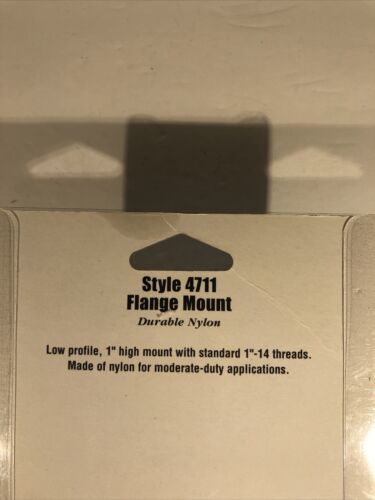 Style 4711
Flange Mount
Durable Nylon
Low profile, 1" high mount with standard 1"-14 threads.
Made of nylon for moderate-duty applications.